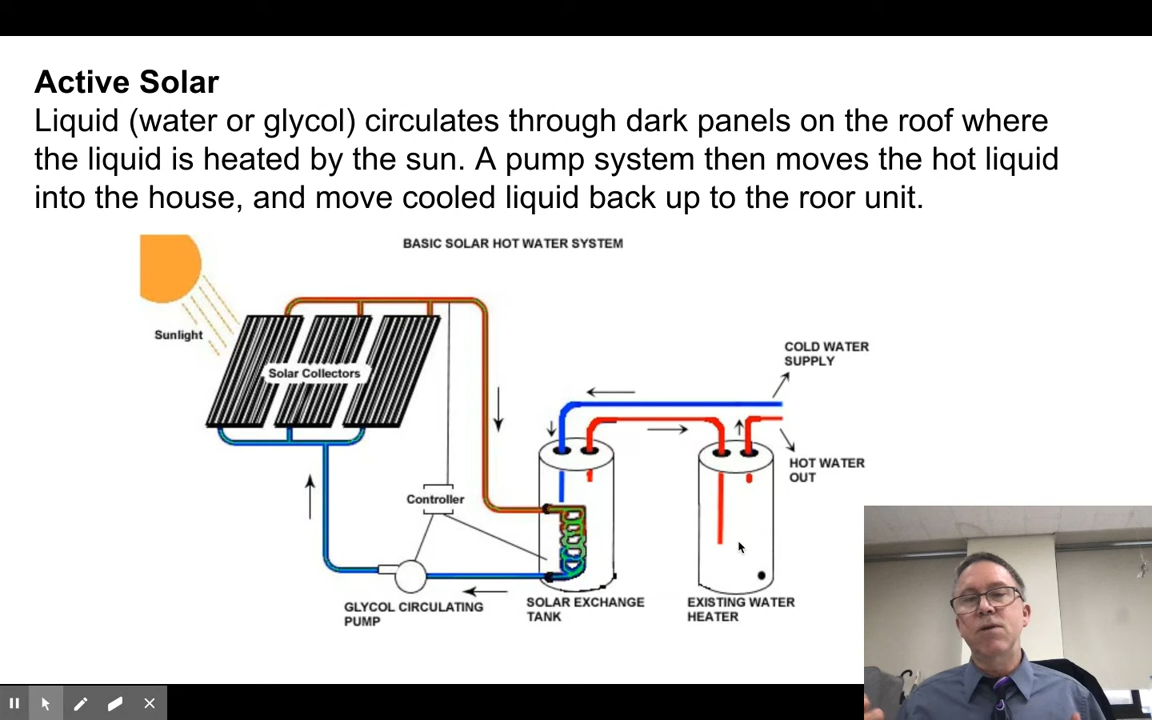 Active Solar
Liquid (water or glycol) circulates through dark panels on the roof where
the liquid is heated by the sun. A pump system then moves the hot liquid
into the house, and move cooled liquid back up to the roor unit.
BASIC SOLAR HOT WATER SYSTEM
Sunlight
Solar Collectors
COLD WATER
SUPPLY
HOT WATER
OUT
Controller
GLYCOL CIRCULATING
PUMP
SOLAR EXCHANGE
TANK
EXISTING WATER
HEATER